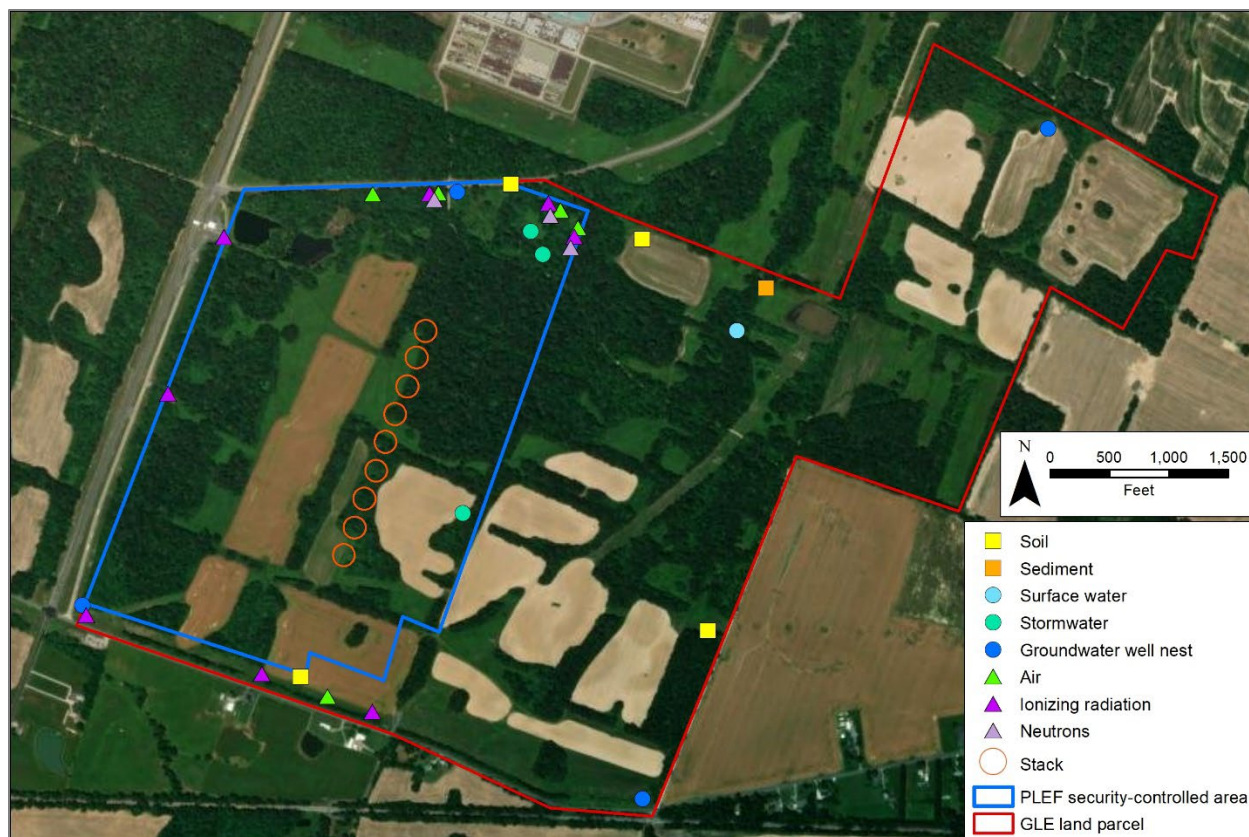 N
0 500 1,000 1,500
Feet
Soil
Sediment
Surface water
Stormwater
Groundwater well nest
Air
Ionizing radiation
Neutrons
Stack
PLEF security-controlled area
GLE land parcel